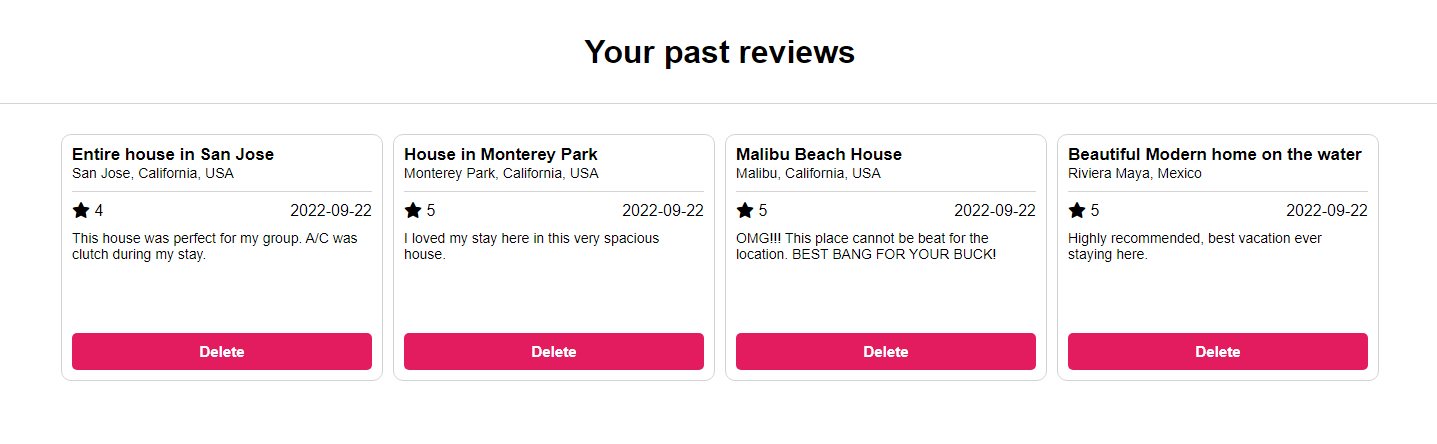 Your past reviews
Entire house in San Jose
San Jose, California, USA
4 2022-09-22
This house was perfect for my group. A/C was
clutch during my stay.
Delete
House in Monterey Park
Monterey Park, California, USA
5 2022-09-22
I loved my stay here in this very spacious
house.
Delete
Malibu Beach House
Malibu, California, USA
5 2022-09-22
OMG!!! This place cannot be beat for the
location. BEST BANG FOR YOUR BUCK!
Delete
Beautiful Modern home on the water
Riviera Maya, Mexico
5 2022-09-22
Highly recommended, best vacation ever
staying here.
Delete